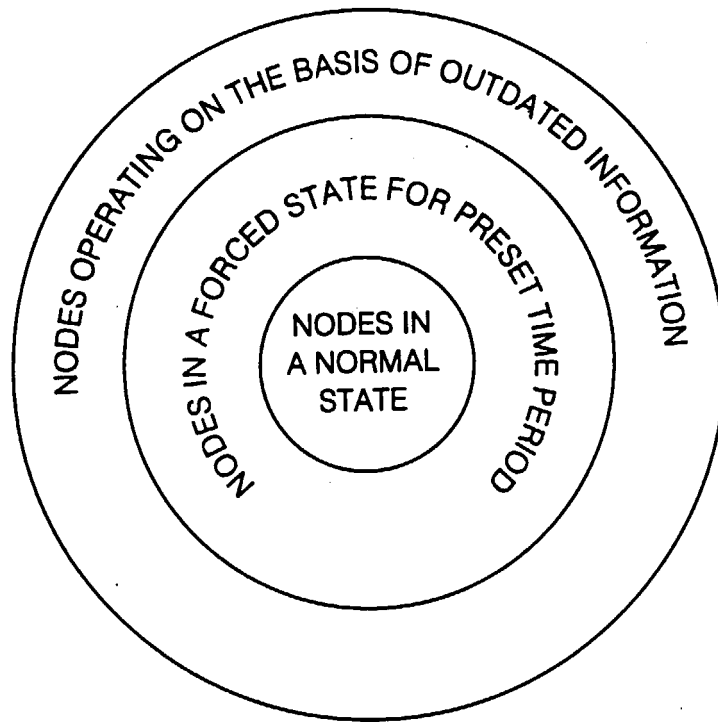 NODES OPERATING ON THE BASIS OF OUTDATED INFORMATION
NODES IN A FORCED STATE FOR PRESET TIME PERIOD
NODES IN
A NORMAL
STATE